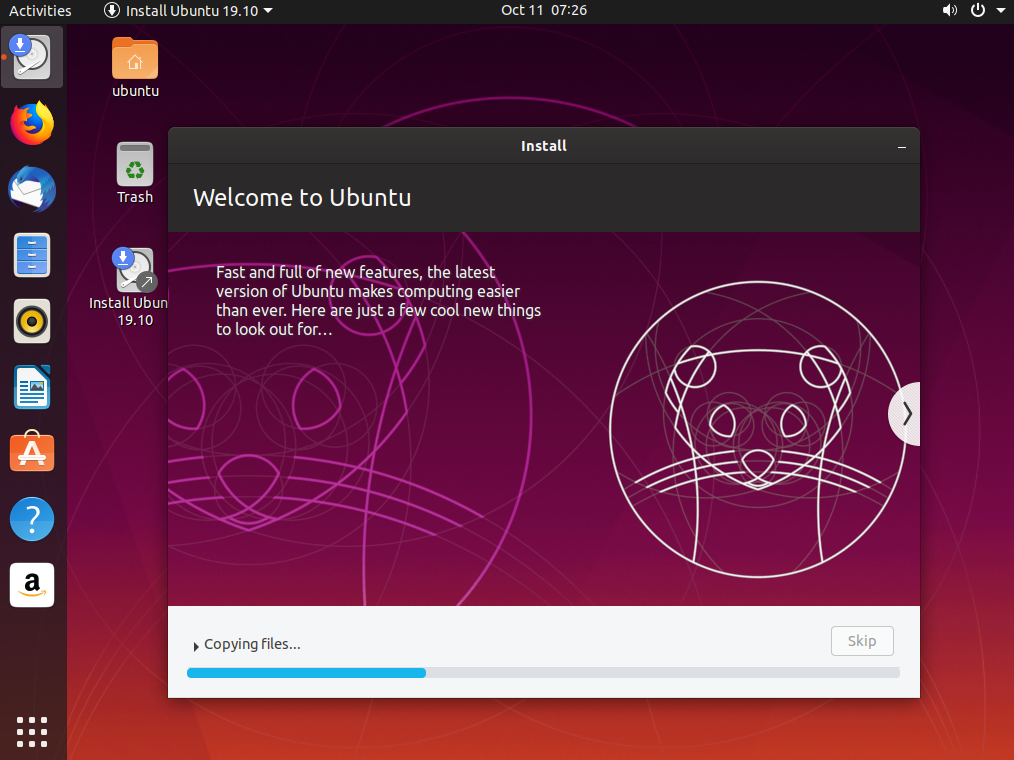 Activities
Install Ubuntu 19.10
Oct 11 07:26
ubuntu
Trash
Install Ubun
19.10
Install
Welcome to Ubuntu
Fast and full of new features, the latest
version of Ubuntu makes computing easier
than ever. Here are just a few cool new things
to look out for…
?
a
Copying files...
Skip